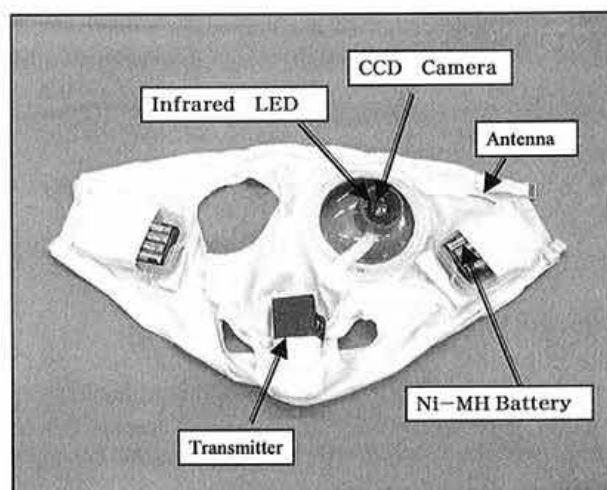 CCD Camera
Infrared LED
Antenna
Ni-MH Battery
Transmitter